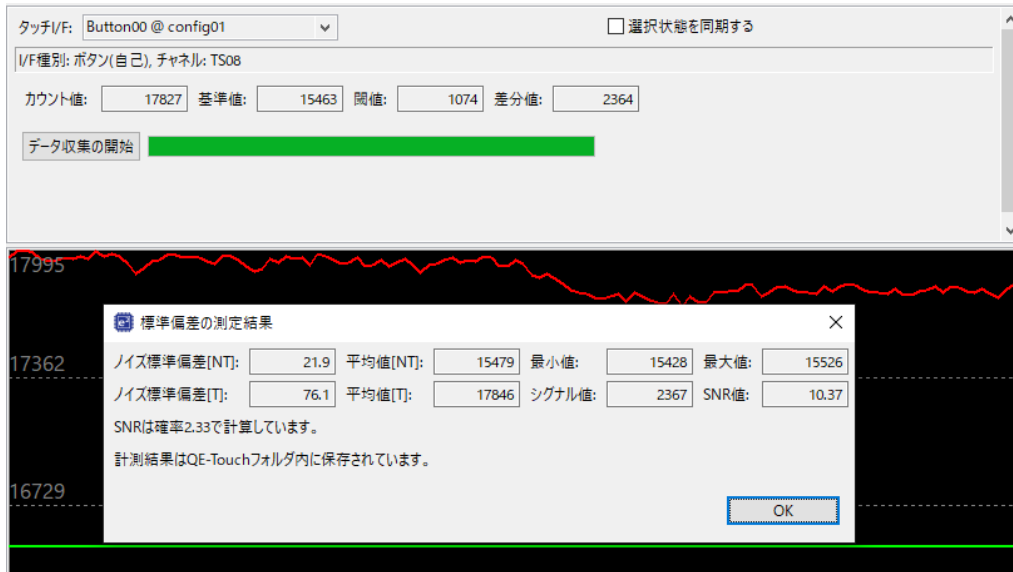 タッチI/F: Button00 @ config01 選択状態を同期する
I/F種別: ボタン(自己), チャネル: TS08
カウント値: 17827 基準値: 15463 閾値: 1074 差分値: 2364
データ収集の開始
17995
標準偏差の測定結果
17362
ノイズ標準偏差[NT]: 21.9 平均値[NT]: 15479 最小値: 15428 最大値: 15526
ノイズ標準偏差[T]: 76.1 平均値[T]: 17846 シグナル値: 2367 SNR値: 10.37
SNRは確率2.33で計算しています。
計測結果はQE-Touchフォルダ内に保存されています。
16729
OK